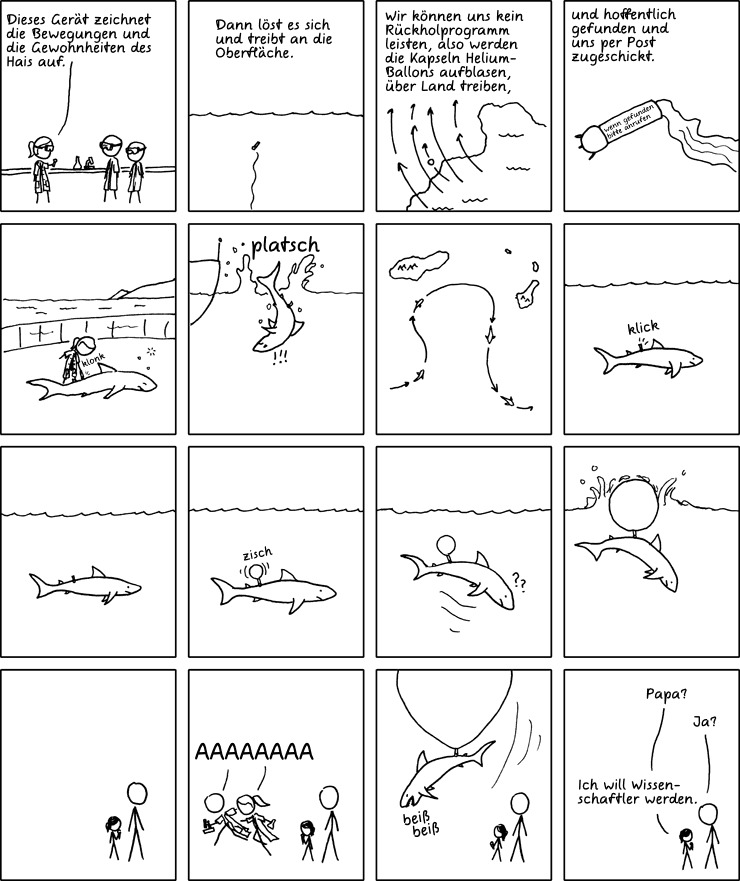 Dieses Gerät zeichnet
die Bewegungen und
die Gewohnheiten des
Hais auf.
Dann löst es sich
und treibt an die
Oberfläche.
Wir können uns kein
Rückholprogramm
leisten, also werden
die Kapseln Helium-
Ballons aufblasen,
über Land treiben,
und hoffentlich
gefunden und
uns per Post
zugeschickt.
wenn gefunden
bitte anrufen
klonk
platsch
!!!
klick
zisch
??
AAAAAAAA
beiß
beiß
Papa?
Ja?
Ich will Wissen-
schaftler werden.